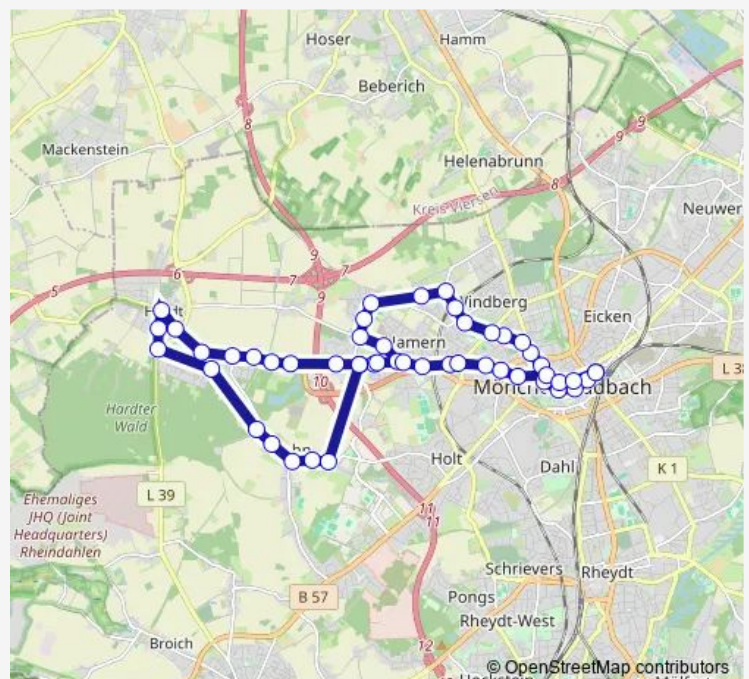 Hoser
Hamm
Beberich
8
Mackenstein
9
9
Helenabrunn
8
Kreis Viersen
Neuwer
9
7
6
7
5
9
Eicken
L 38
10
Hardter
Wald
Holt
Dahl
K 1
L 39
Ehemaliges
JHQ (Joint
Headquarters)
Rheindahlen
11
11
Schrievers
Rheydt
B 57
Pongs
Rheydt-West
12
Broich
© OpenStreetMap contributors